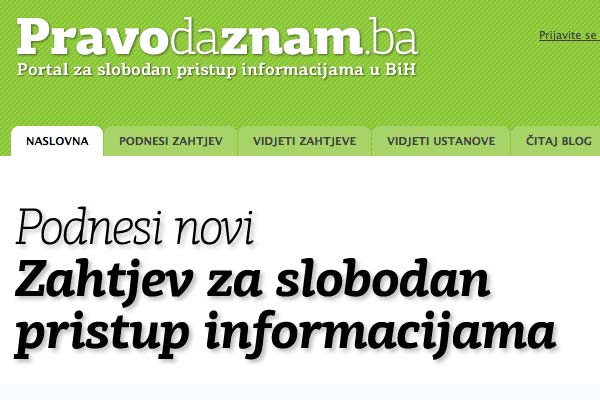 Pravodaznam.ba
Prijavite se
Portal za slobodan pristup informacijama u BiH
NASLOVNA PODNESI ZAHTJEV VIDJETI ZAHTJEVE VIDJETI USTANOVE ČITAJ BLOG
Podnesi novi
Zahtjev za slobodan
pristup informacijama